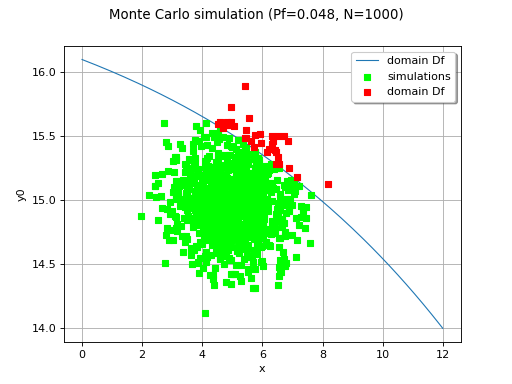 Monte Carlo simulation (Pf=0.048, N=1000)
domain Df
simulations
domain Df
16.0
15.5
15.0
14.5
14.0
y0
0
2
4
6
8
10
12
x